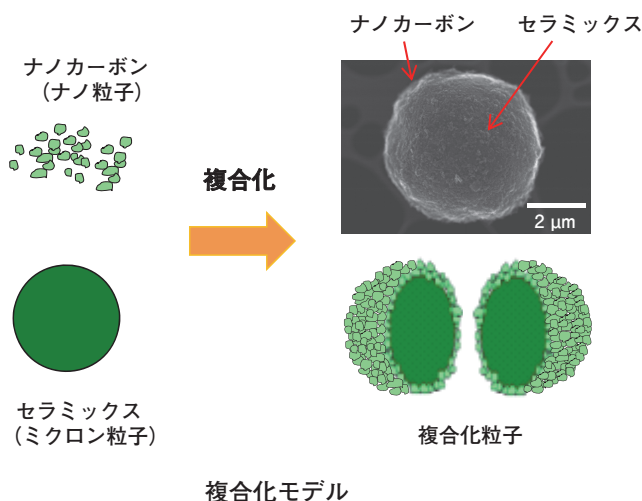 ナノカーボン
(ナノ粒子)
複合化
ナノカーボン
セラミックス
2 μm
セラミックス
(ミクロン粒子)
複合化粒子
複合化モデル